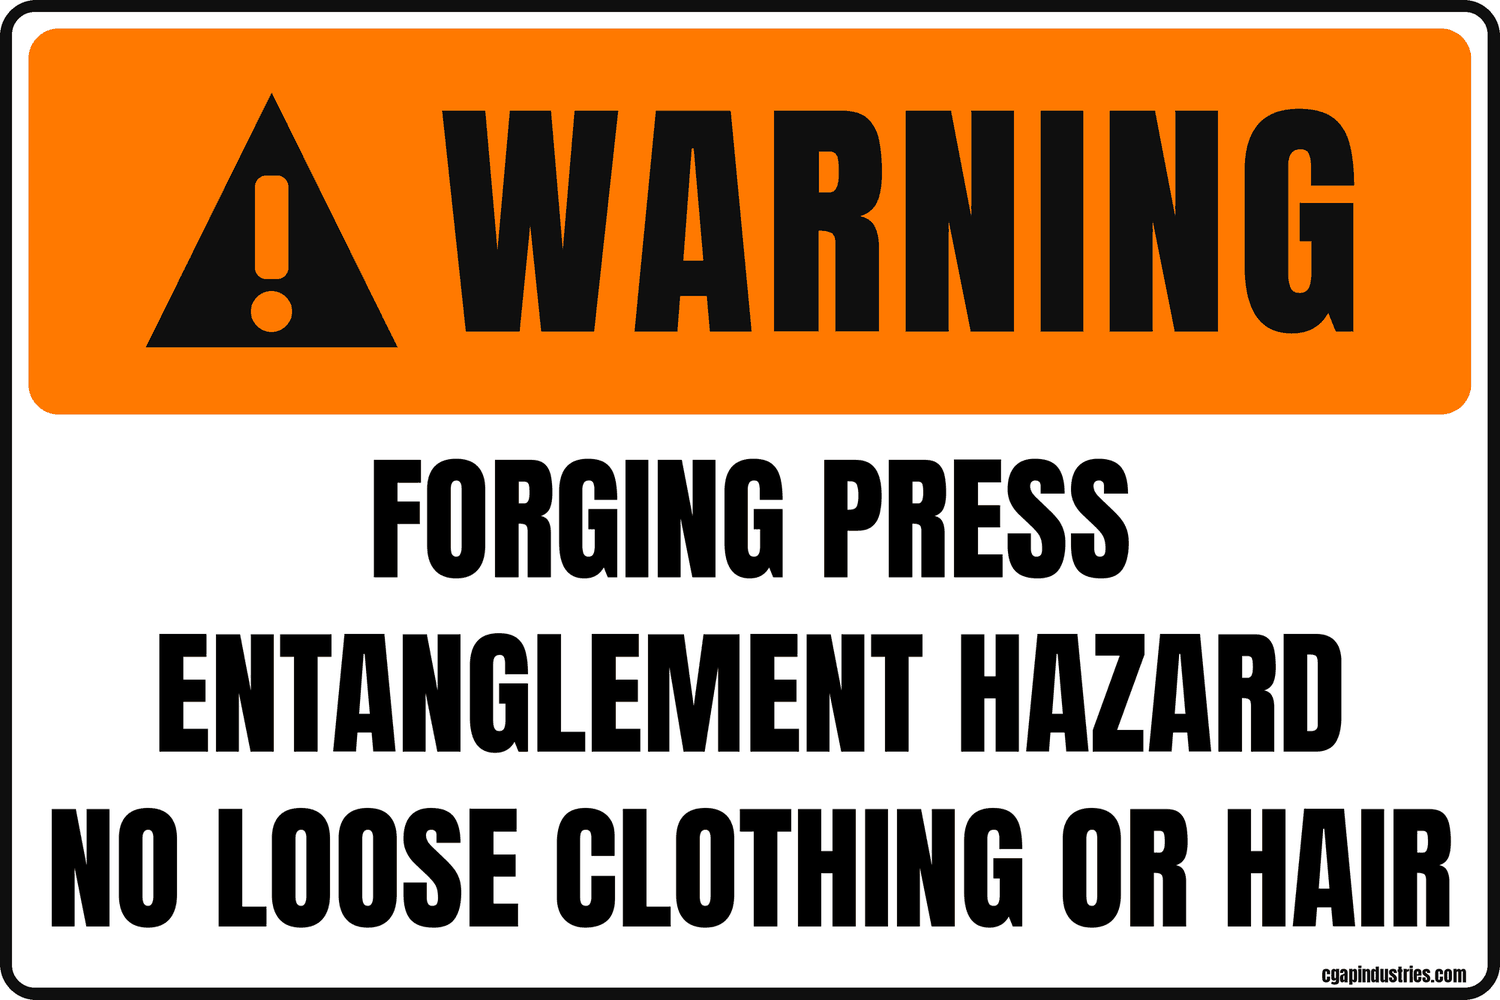 WARNING
FORGING PRESS
ENTANGLEMENT HAZARD
NO LOOSE CLOTHING OR HAIR
cgapindustries.com